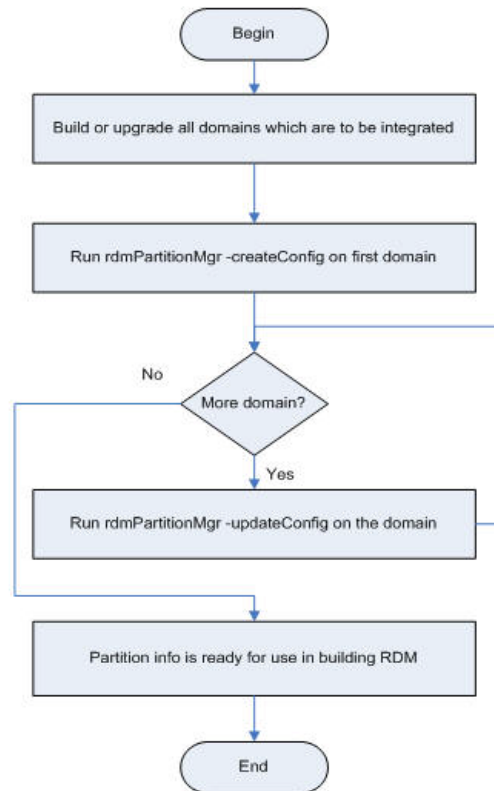 Begin
Build or upgrade all domains which are to be integrated
Run rdmPartitionMgr -createConfig on first domain
No
More domain?
Yes
Run rdmPartitionMgr -updateConfig on the domain
Partition info is ready for use in building RDM
End